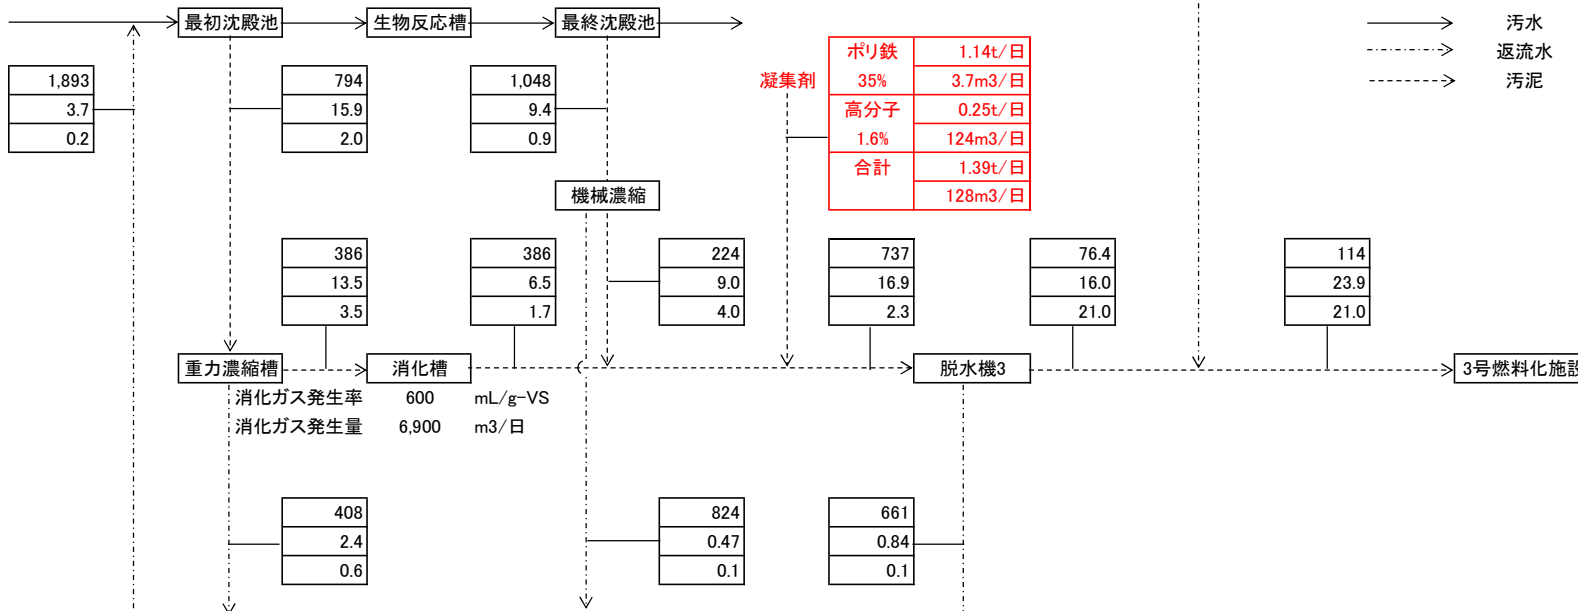 最初沈殿池
生物反応槽
最終沈殿池
汚水
返流水
汚泥
1,893
3.7
0.2
794
15.9
2.0
1,048
9.4
0.9
凝集剤
ポリ鉄 1.14t/日
35% 3.7m3/日
高分子 0.25t/日
1.6% 124m3/日
合計 1.39t/日
128m3/日
機械濃縮
386
13.5
3.5
386
6.5
1.7
224
9.0
4.0
737
16.9
2.3
76.4
16.0
21.0
114
23.9
21.0
重力濃縮槽
消化槽
脱水機3
3号燃料化施設
消化ガス発生率 600 mL/g-VS
消化ガス発生量 6,900 m3/日
408
2.4
0.6
824
0.47
0.1
661
0.84
0.1